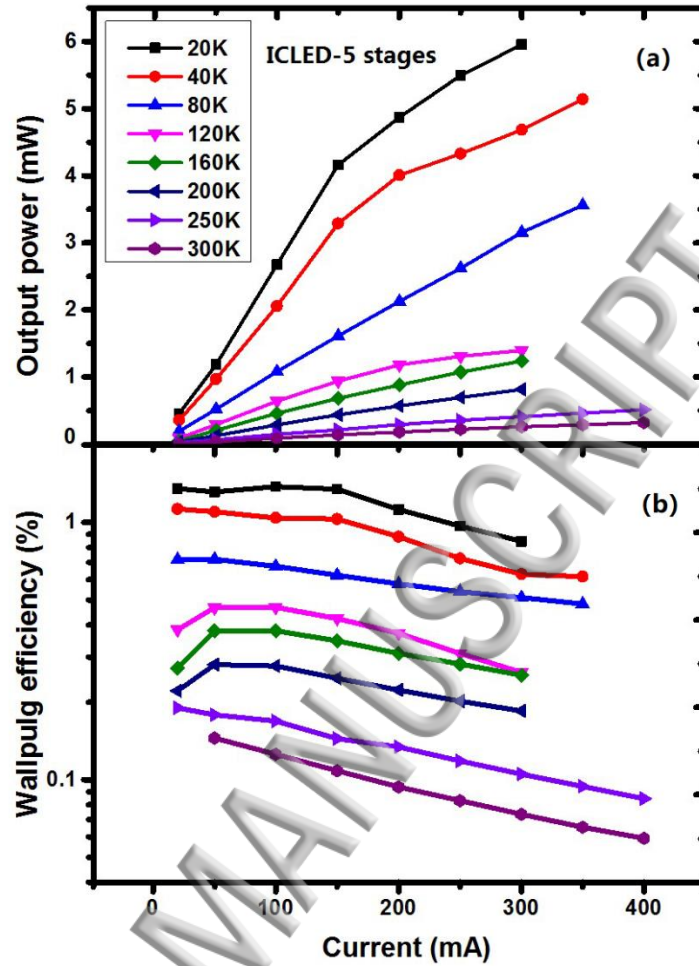 ICLED-5 stages
(a)
20K
40K
80K
120K
160K
200K
250K
300K
Output power (mW)
6
5
4
3
2
1
0
(b)
Wallpulg efficiency (%)
1
0.1
0
100
200
300
400
Current (mA)
MANUSCRIPT